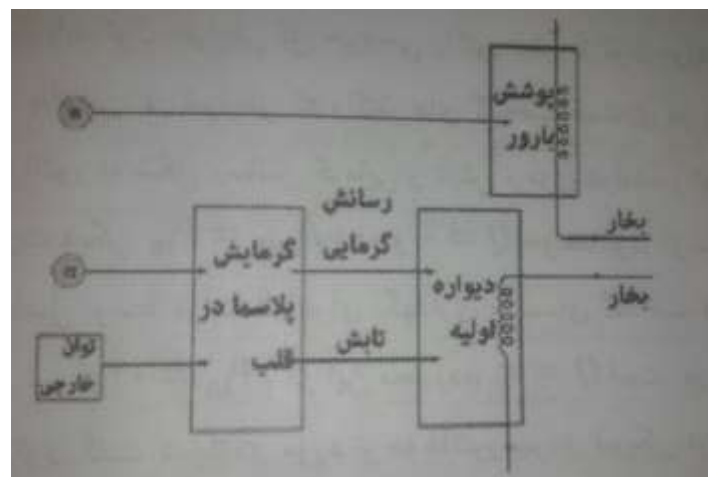 پوشش
بارور
رسانش
گرمایی
بخار
بخار
گرمایش
پلاسما در
قلب
دیواره
اولیه
تابش
توان
خارجی